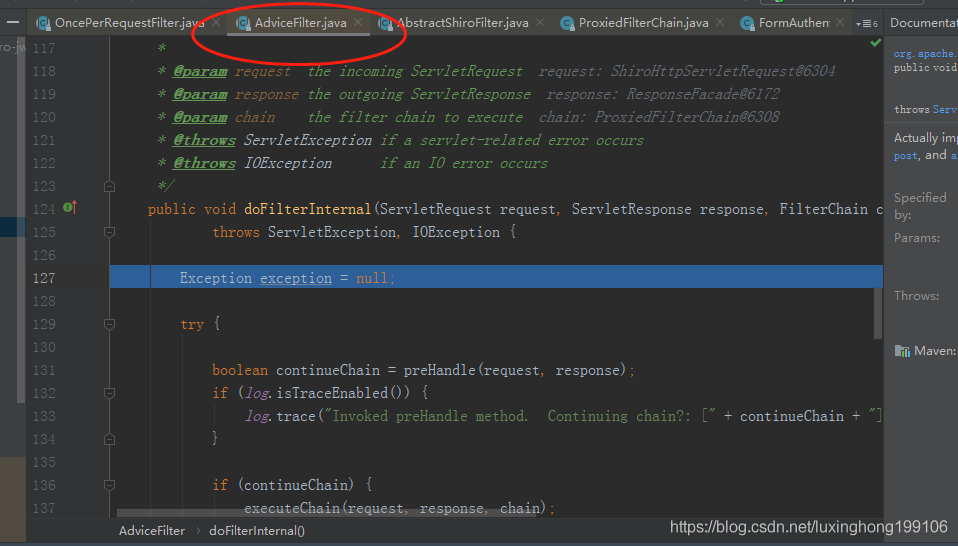 OncePerRequestFilter.java
AdviceFilter.java
AbstractShiroFilter.java
ProxiedFilterChain.java
FormAuthen
6
Documentat
ro-jw
117 *
118 * @param request the incoming ServletRequest request: ShiroHttpServletRequest@6304
119 * @param response the outgoing ServletResponse response: ResponseFacade@6172
120 * @param chain the filter chain to execute chain: ProxiedFilterChain@6308
121 * @throws ServletException if a servlet-related error occurs
122 * @throws IOException if an IO error occurs
123 */
124 public void doFilterInternal(ServletRequest request, ServletResponse response, FilterChain c
125 throws ServletException, IOException {
126
127 Exception exception = null;
128
129 try {
130
131 boolean continueChain = preHandle(request, response);
132 if (log.isTraceEnabled()) {
133 log.trace("Invoked preHandle method.  Continuing chain?: [" + continueChain + "]
134 }
135
136 if (continueChain) {
137 executeChain(request, response, chain);
org.apache.
public void
throws Serv
Actually imp
post, and a
Specified
by:
Params:
Throws:
Maven:
AdviceFilter › doFilterInternal()
https://blog.csdn.net/luxinghong199106